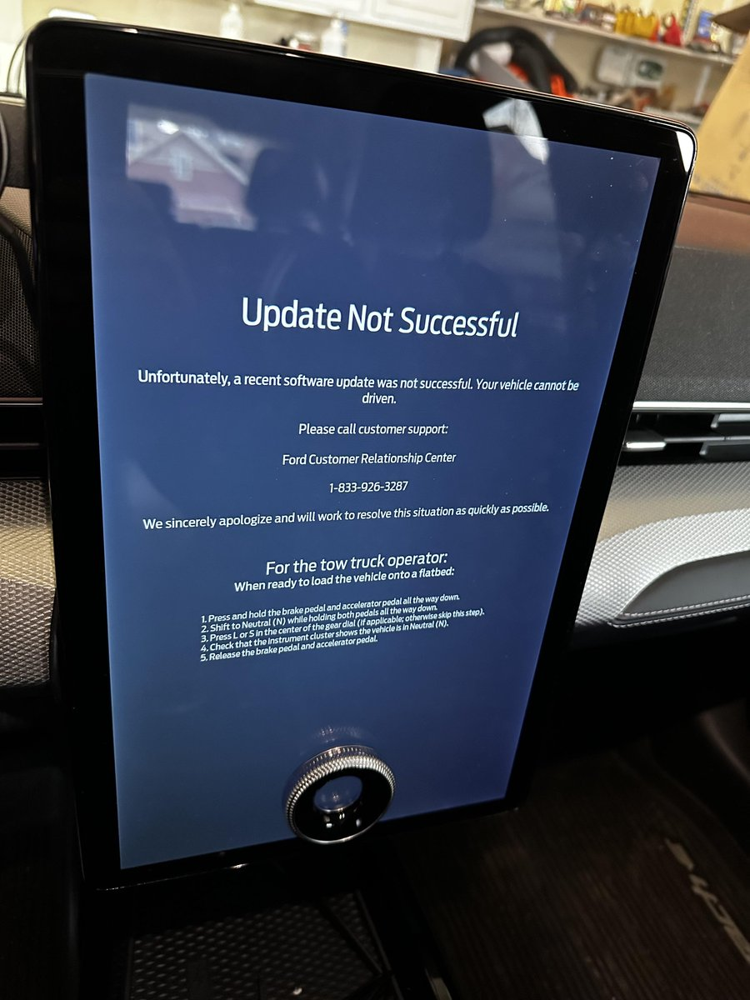 Update Not Successful
Unfortunately, a recent software update was not successful. Your vehicle cannot be
driven.
Please call customer support:
Ford Customer Relationship Center
1-833-926-3287
We sincerely apologize and will work to resolve this situation as quickly as possible.
For the tow truck operator:
When ready to load the vehicle onto a flatbed:
1. Press and hold the brake pedal and accelerator pedal all the way down.
2. Shift to Neutral (N) while holding both pedals all the way down.
3. Press L or S in the center of the gear dial (if applicable; otherwise skip this step).
4. Check that the instrument cluster shows the vehicle is in Neutral (N).
5. Release the brake pedal and accelerator pedal.